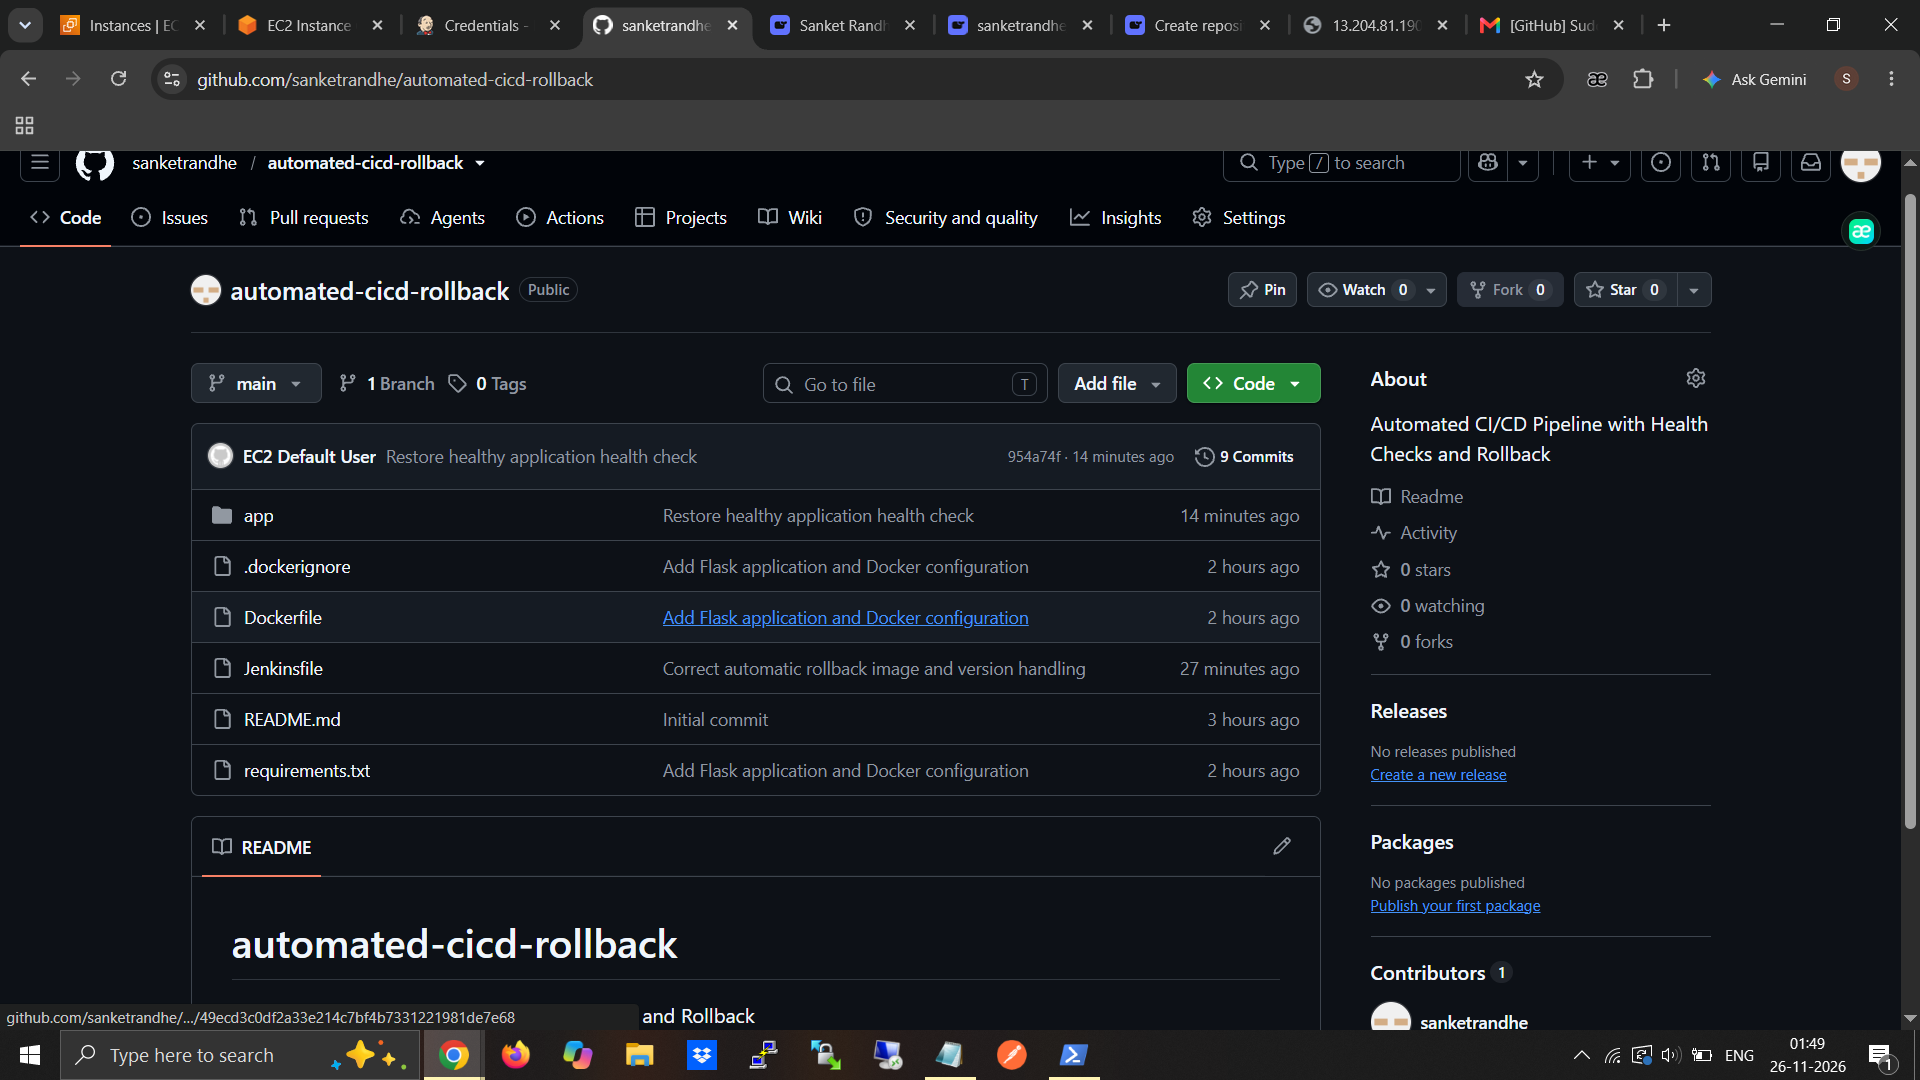 Instances | EC
EC2 Instance
Credentials -
sanketrandhe
Sanket Randh
sanketrandhe
Create reposi
13.204.81.190
[GitHub] Sud
github.com/sanketrandhe/automated-cicd-rollback
Ask Gemini
S
sanketrandhe / automated-cicd-rollback
Type / to search
Code
Issues
Pull requests
Agents
Actions
Projects
Wiki
Security and quality
Insights
Settings
automated-cicd-rollback Public
Pin
Watch 0
Fork 0
Star 0
main
1 Branch
0 Tags
Go to file T
Add file
Code
EC2 Default User Restore healthy application health check 954a74f · 14 minutes ago 9 Commits
app Restore healthy application health check 14 minutes ago
.dockerignore Add Flask application and Docker configuration 2 hours ago
Dockerfile Add Flask application and Docker configuration 2 hours ago
Jenkinsfile Correct automatic rollback image and version handling 27 minutes ago
README.md Initial commit 3 hours ago
requirements.txt Add Flask application and Docker configuration 2 hours ago
README
automated-cicd-rollback
and Rollback
About
Automated CI/CD Pipeline with Health
Checks and Rollback
Readme
Activity
0 stars
0 watching
0 forks
Releases
No releases published
Create a new release
Packages
No packages published
Publish your first package
Contributors 1
sanketrandhe
github.com/sanketrandhe/.../49ecd3c0df2a33e214c7bf4b7331221981de7e68
Type here to search
ENG
01:49
26-11-2026
1